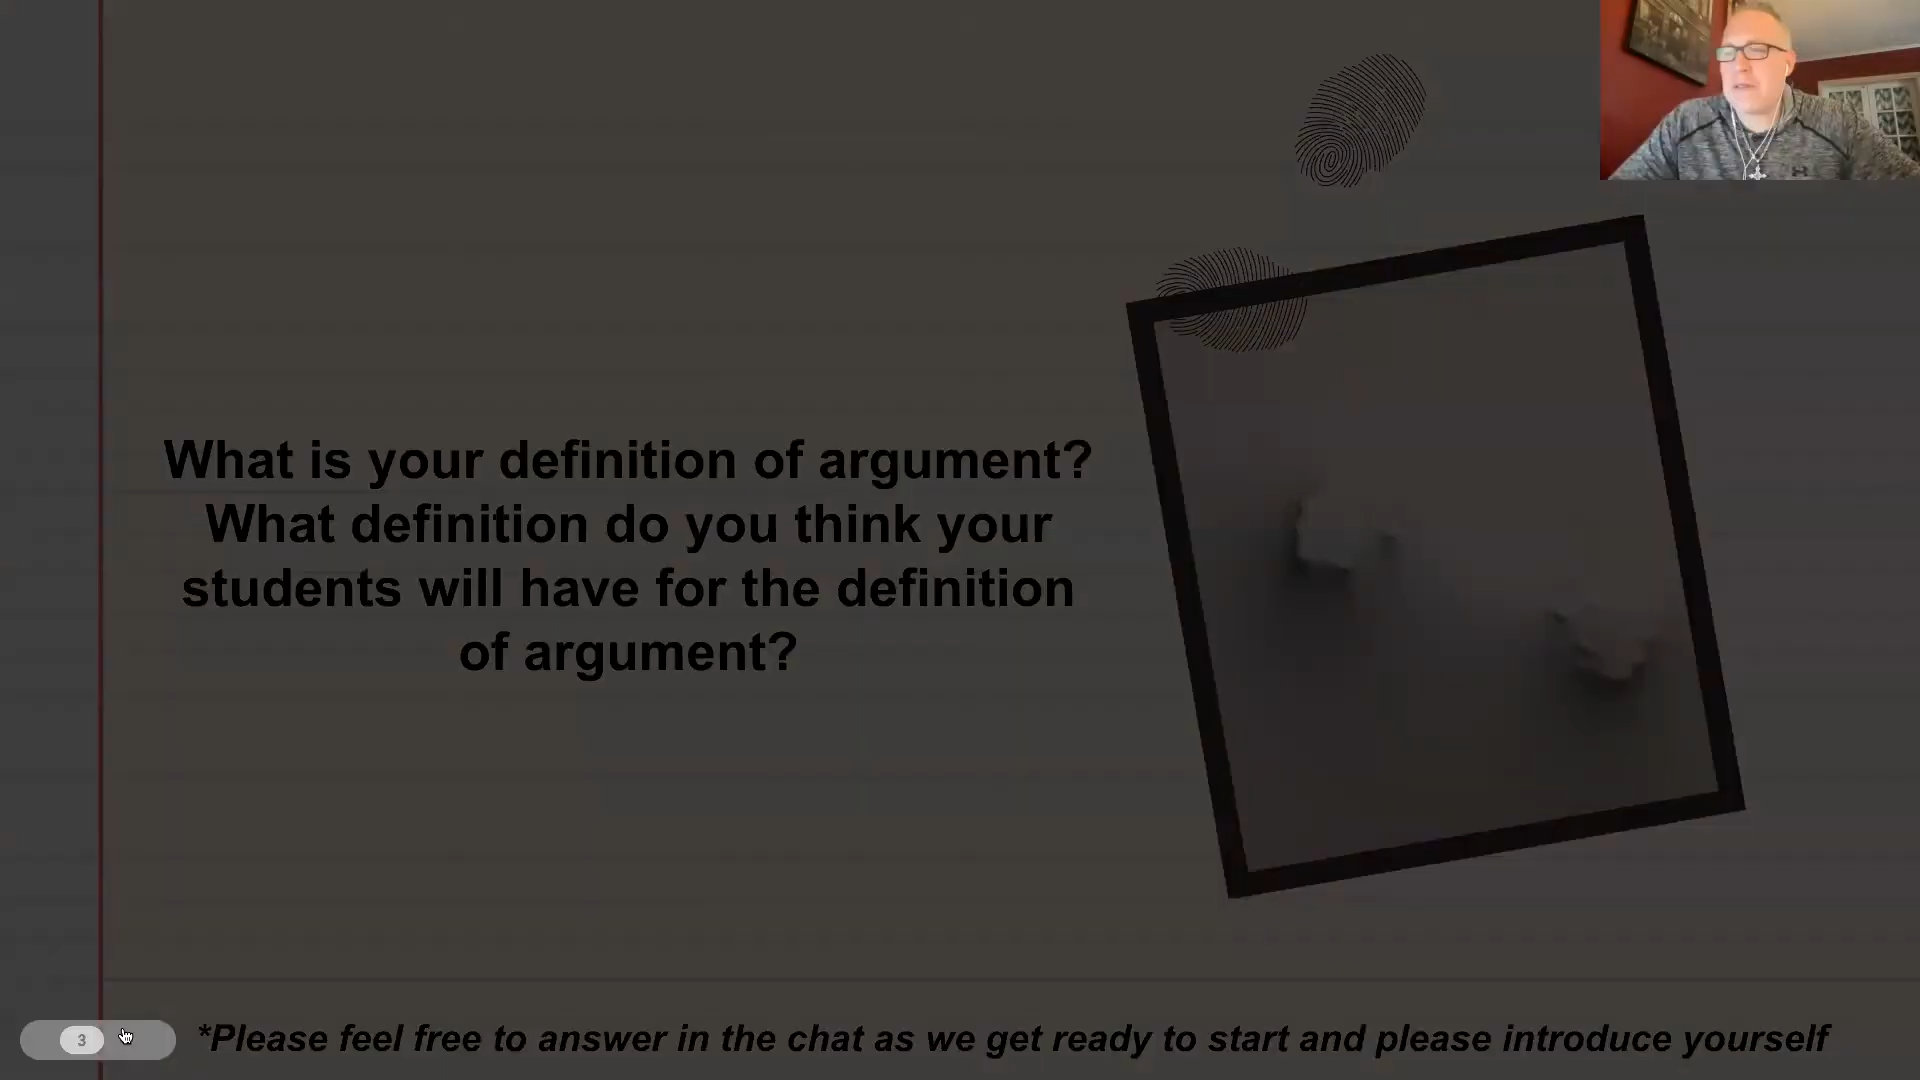 What is your definition of argument?
What definition do you think your
students will have for the definition
of argument?
3
*Please feel free to answer in the chat as we get ready to start and please introduce yourself